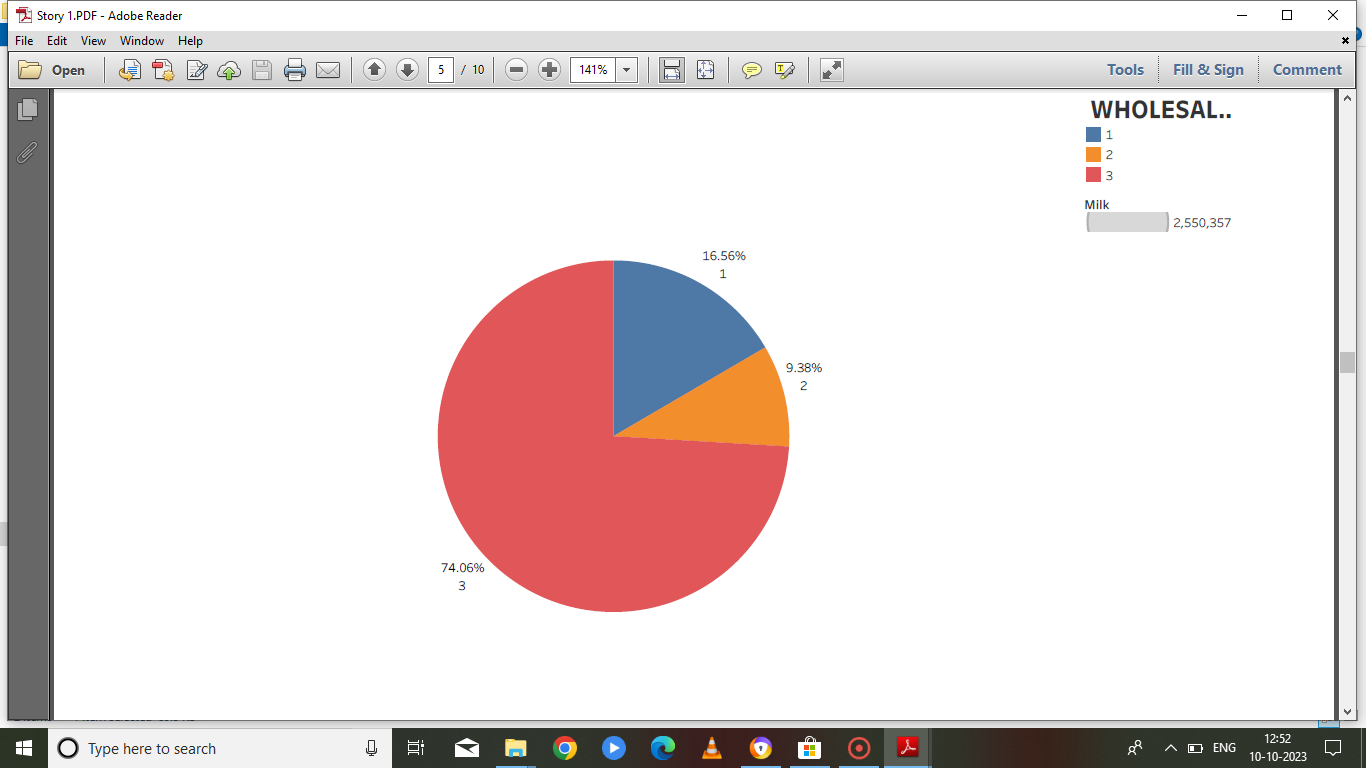 Story 1.PDF - Adobe Reader
File Edit View Window Help
Open 5 / 10 141% Tools Fill & Sign Comment
WHOLESAL..
1
2
3
Milk
2,550,357
16.56%
1
9.38%
2
74.06%
3
Type here to search
ENG
12:52
10-10-2023